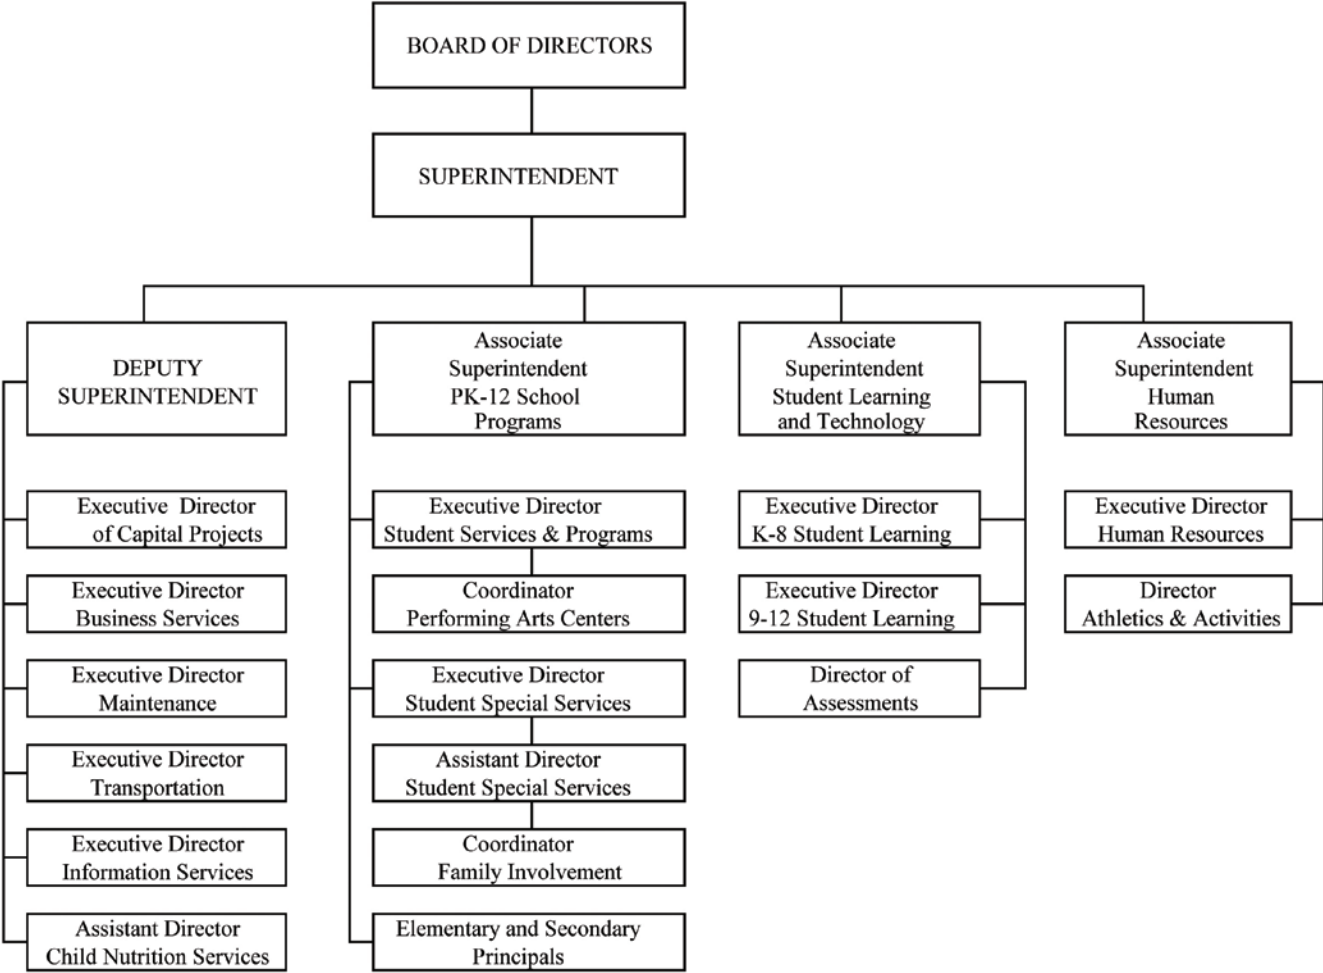 BOARD OF DIRECTORS
SUPERINTENDENT
DEPUTY
SUPERINTENDENT
Executive Director
of Capital Projects
Executive Director
Business Services
Executive Director
Maintenance
Executive Director
Transportation
Executive Director
Information Services
Assistant Director
Child Nutrition Services
Associate
Superintendent
PK-12 School
Programs
Executive Director
Student Services & Programs
Coordinator
Performing Arts Centers
Executive Director
Student Special Services
Assistant Director
Student Special Services
Coordinator
Family Involvement
Elementary and Secondary
Principals
Associate
Superintendent
Student Learning
and Technology
Executive Director
K-8 Student Learning
Executive Director
9-12 Student Learning
Director of
Assessments
Associate
Superintendent
Human
Resources
Executive Director
Human Resources
Director
Athletics & Activities